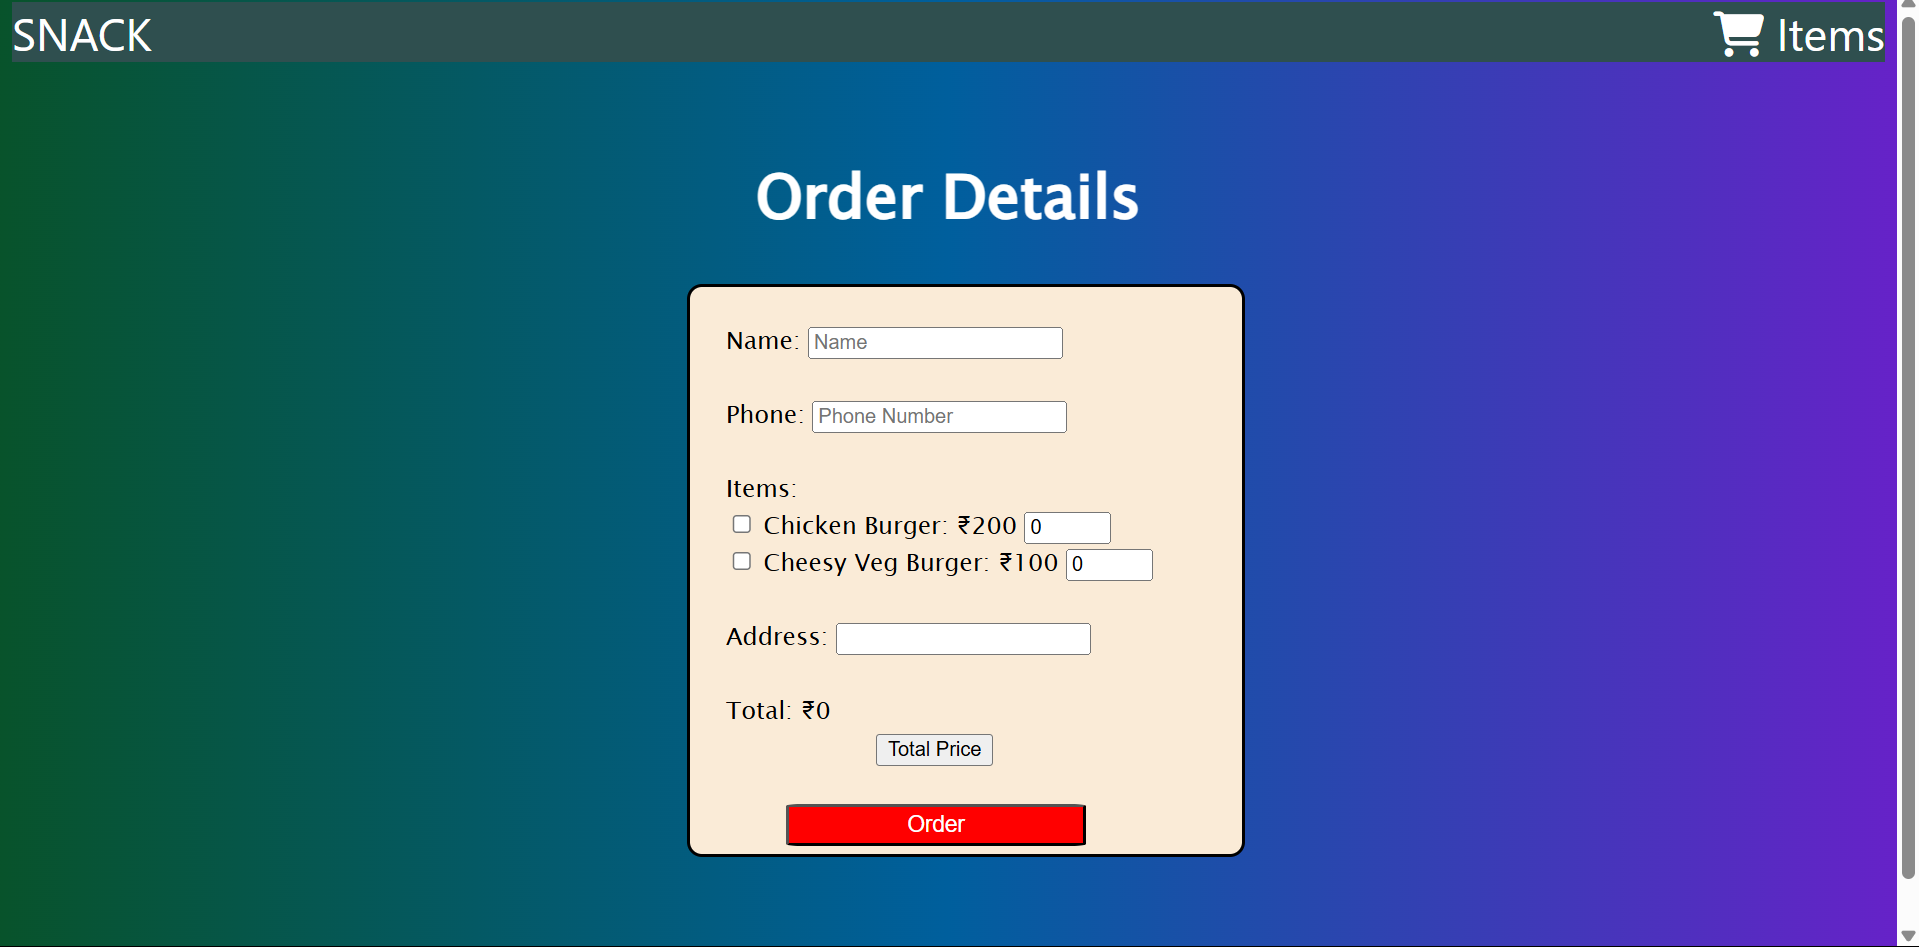 SNACK Items
Order Details
Name: Name
Phone: Phone Number
Items:
Chicken Burger: ₹200 0
Cheesy Veg Burger: ₹100 0
Address:
Total: ₹0
Total Price
Order